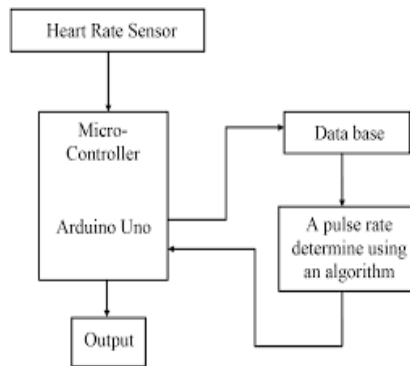 Heart Rate Sensor
Micro-
Controller
Arduino Uno
Data base
A pulse rate
determine using
an algorithm
Output